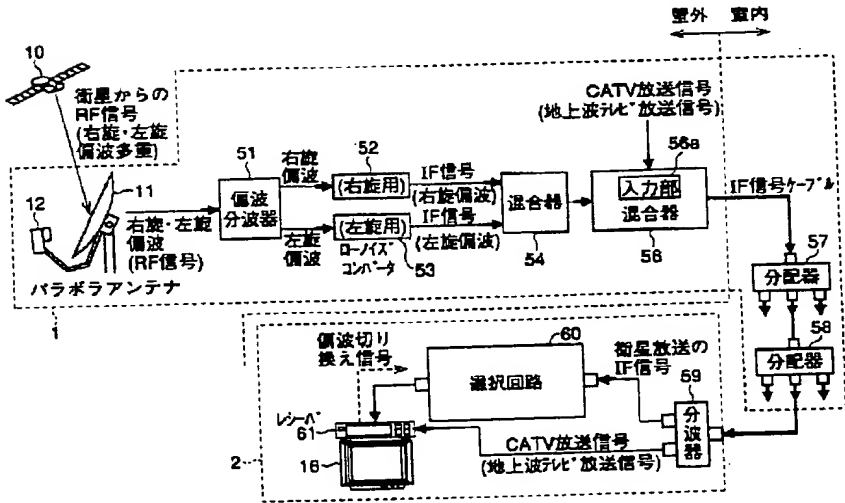 室外 室内
10
衛星からの
RF信号
(右旋・左旋
偏波多重)
CATV放送信号
(地上波テレビ放送信号)
51
右旋
偏波
52
(右旋用)
IF信号
(右旋偏波)
56a
入力部
混合器
56
IF信号ケーブル
11
12
偏波
分波器
混合器
54
右旋・左旋
偏波
(RF信号)
左旋
偏波
(左旋用)
IF信号
(左旋偏波)
ローノイズ
コンバータ
53
パラボラアンテナ
1
57
分配器
58
分配器
偏波切り
換え信号
60
選択回路
衛星放送の
IF信号
59
分波器
レシーバ
61
CATV放送信号
(地上波テレビ放送信号)
2
16